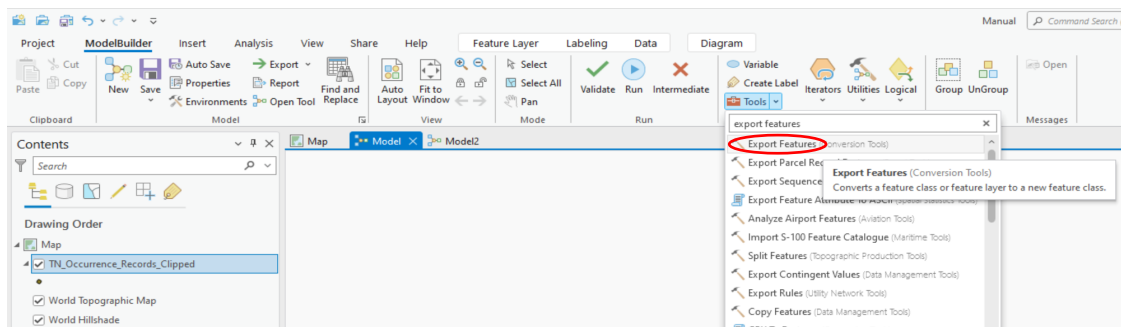 Manual
Command Search
Project ModelBuilder Insert Analysis View Share Help Feature Layer Labeling Data Diagram
Paste
Cut
Copy
Clipboard
New
Save
Auto Save
Properties
Environments
Export
Report
Open Tool
Find and
Replace
Model
Auto
Layout
Fit to
Window
View
Select
Select All
Pan
Mode
Validate
Run
Intermediate
Run
Variable
Create Label
Tools
Iterators
Utilities
Logical
Group
UnGroup
Open
Messages
export features
Export Features (Conversion Tools)
Export Parcel
Export Sequence
Export Feature Attribute to ASCII (Spatial Statistics Tools)
Analyze Airport Features (Aviation Tools)
Import S-100 Feature Catalogue (Maritime Tools)
Split Features (Topographic Production Tools)
Export Contingent Values (Data Management Tools)
Export Rules (Utility Network Tools)
Copy Features (Data Management Tools)
Export Features (Conversion Tools)
Converts a feature class or feature layer to a new feature class.
Contents
Search
Drawing Order
Map
TN_Occurrence_Records_Clipped
World Topographic Map
World Hillshade
Map
Model
Model2